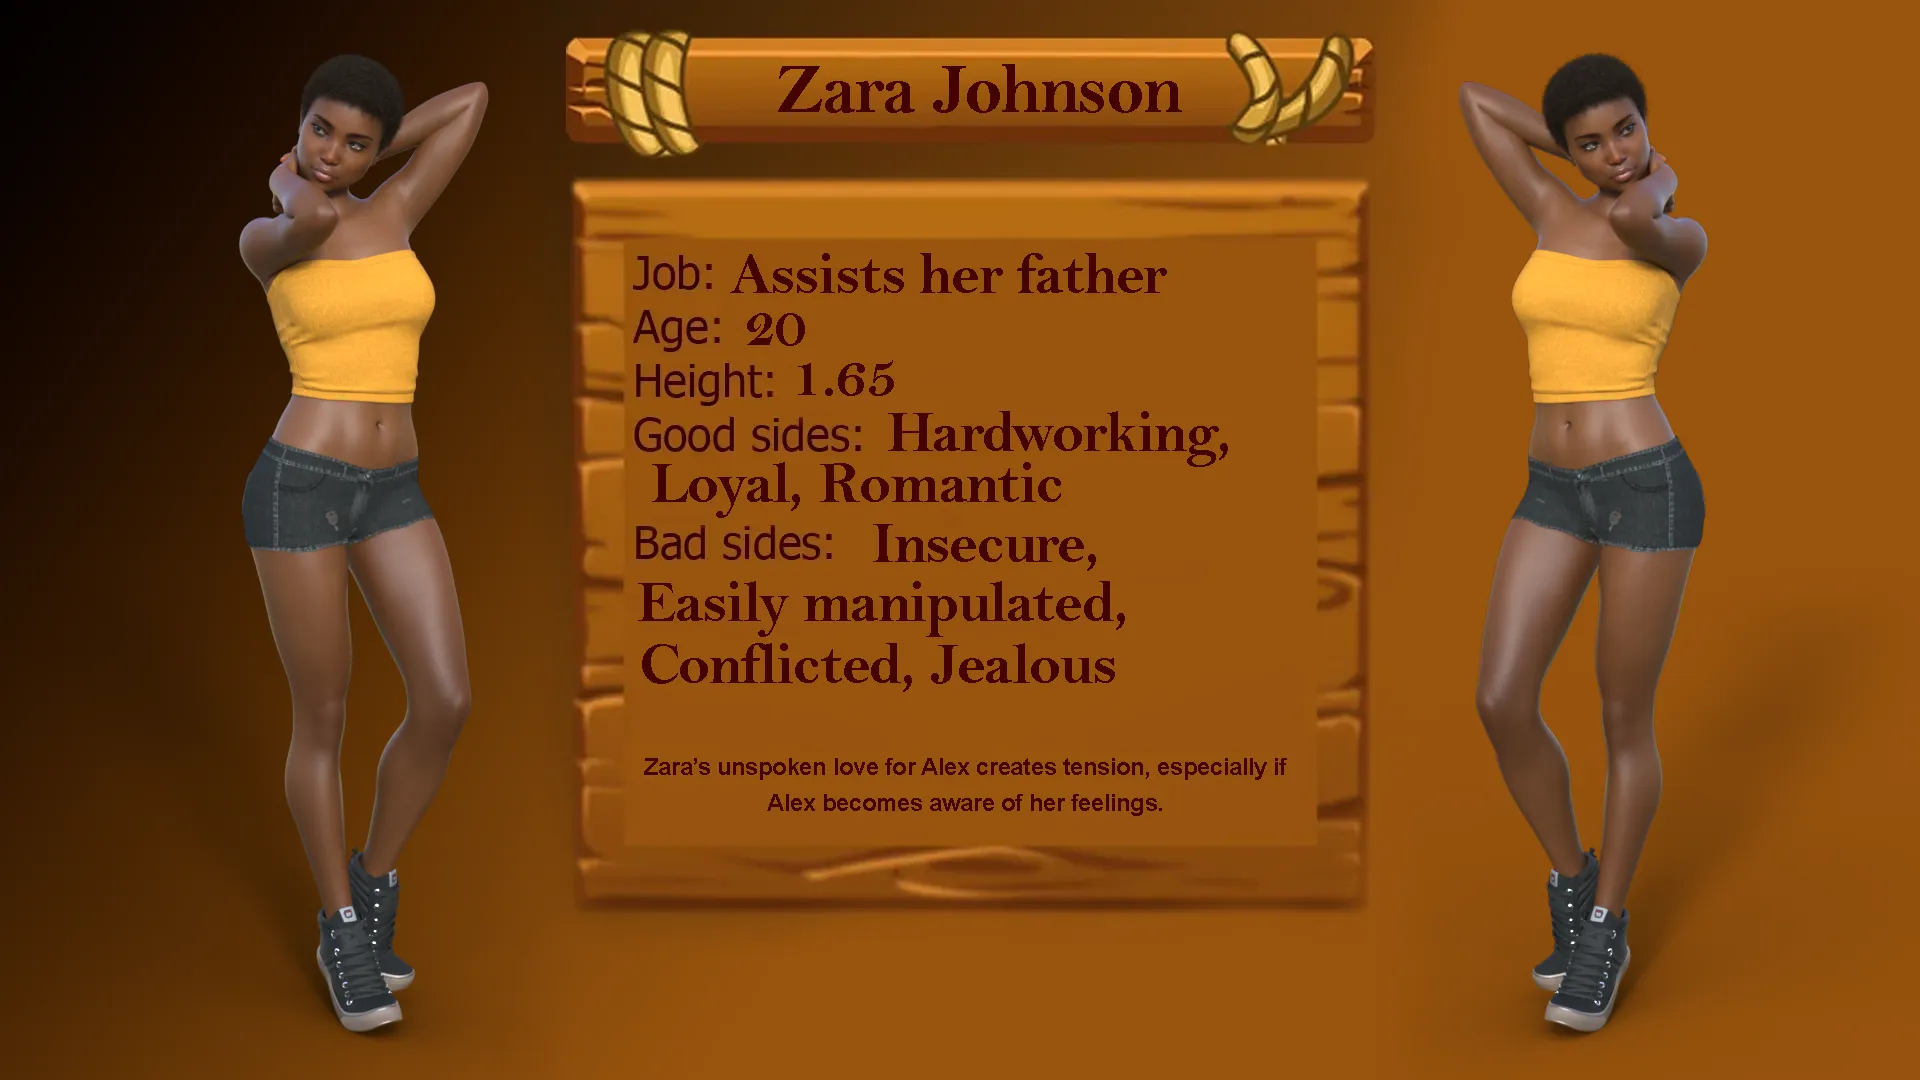 Zara Johnson
Job: Assists her father
Age: 20
Height: 1.65
Good sides: Hardworking,
Loyal, Romantic
Bad sides: Insecure,
Easily manipulated,
Conflicted, Jealous
Zara’s unspoken love for Alex creates tension, especially if
Alex becomes aware of her feelings.